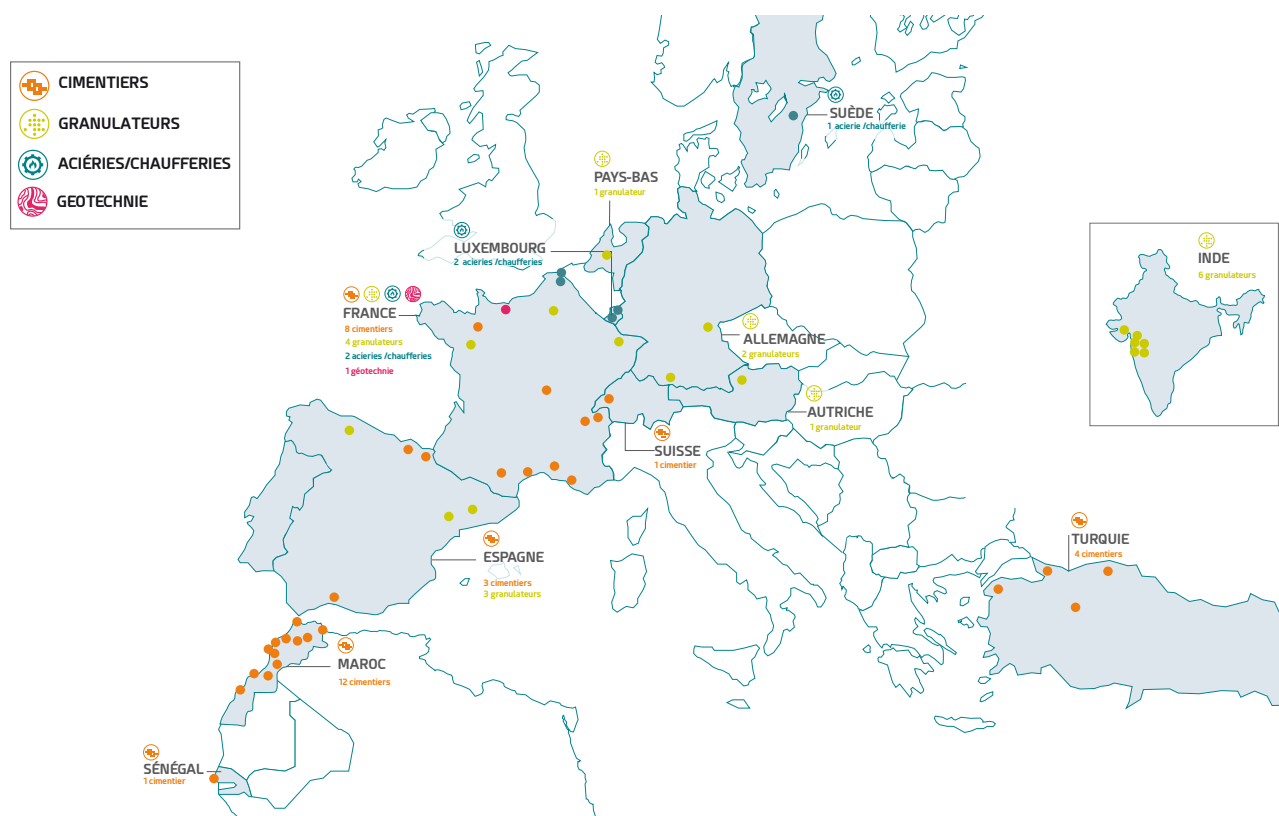 CIMENTIERS
GRANULATEURS
ACIÉRIES/CHAUFFERIES
GEOTECHNIE
SUÈDE
1 acierie /chaufferie
PAYS-BAS
1 granulateur
LUXEMBOURG
2 acieries /chaufferies
INDE
6 granulateurs
FRANCE
8 cimentiers
4 granulateurs
2 acieries /chaufferies
1 géotechnie
ALLEMAGNE
2 granulateurs
AUTRICHE
1 granulateur
SUISSE
1 cimentier
TURQUIE
4 cimentiers
ESPAGNE
3 cimentiers
3 granulateurs
MAROC
12 cimentiers
SÉNÉGAL
1 cimentier